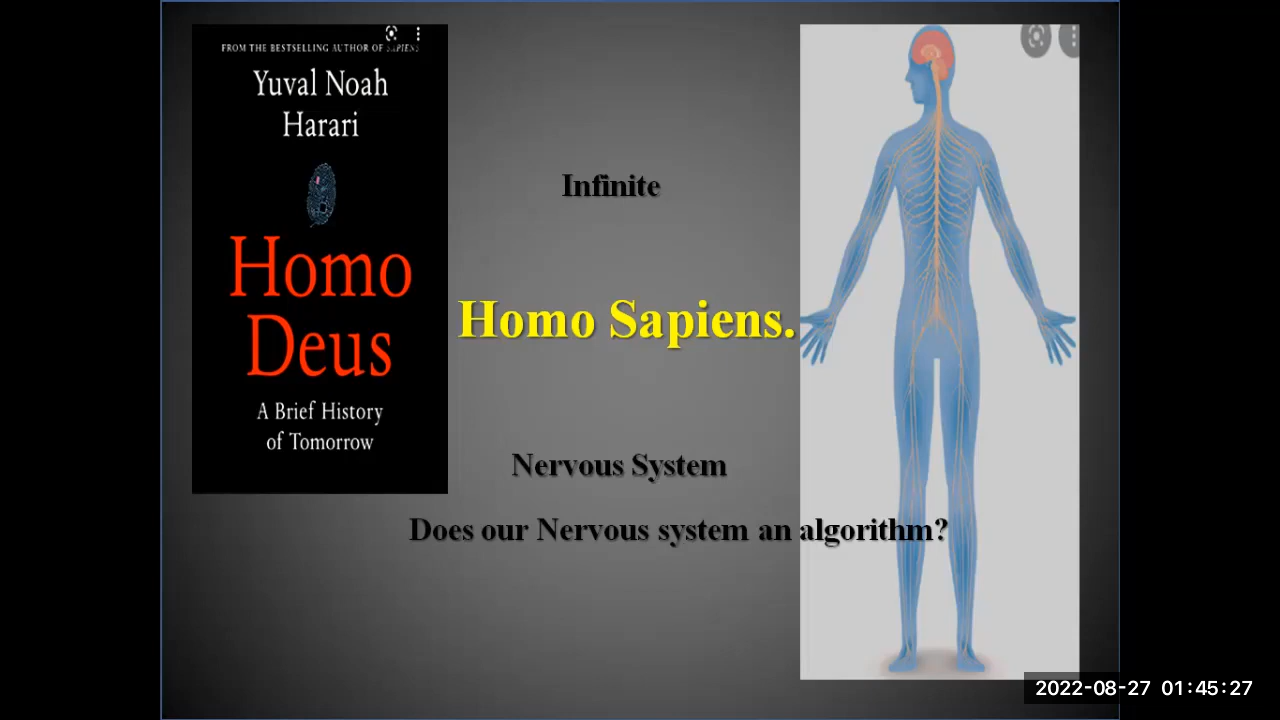 FROM THE BESTSELLING AUTHOR OF SAPIENS
Yuval Noah
Harari
Homo
Deus
A Brief History
of Tomorrow
Infinite
Homo Sapiens.
Nervous System
Does our Nervous system an algorithm?
2022-08-27 01:45:27